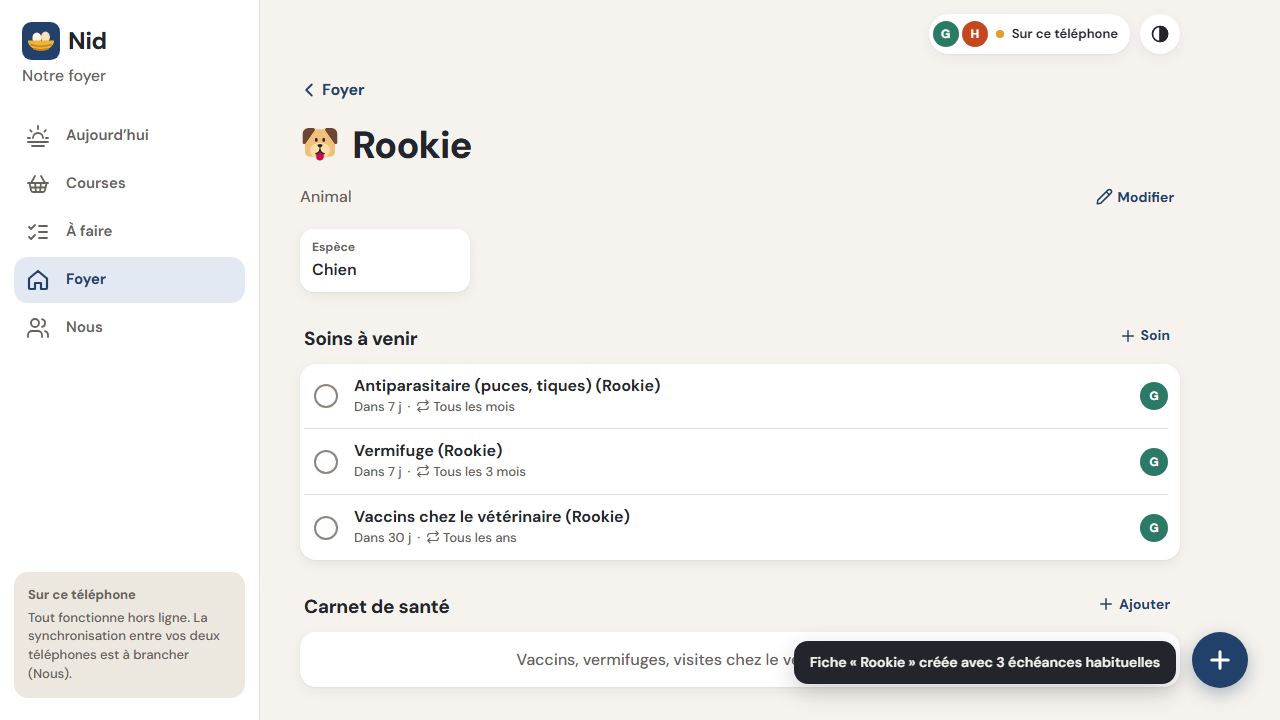 Nid
Notre foyer
Aujourd’hui
Courses
À faire
Foyer
Nous
Sur ce téléphone
Tout fonctionne hors ligne. La
synchronisation entre vos deux
téléphones est à brancher
(Nous).
G H Sur ce téléphone
Foyer
Rookie
Animal
Modifier
Espèce
Chien
Soins à venir
Soin
Antiparasitaire (puces, tiques) (Rookie)
Dans 7 j · Tous les mois
G
Vermifuge (Rookie)
Dans 7 j · Tous les 3 mois
G
Vaccins chez le vétérinaire (Rookie)
Dans 30 j · Tous les ans
G
Carnet de santé
Ajouter
Vaccins, vermifuges, visites chez le
Fiche « Rookie » créée avec 3 échéances habituelles